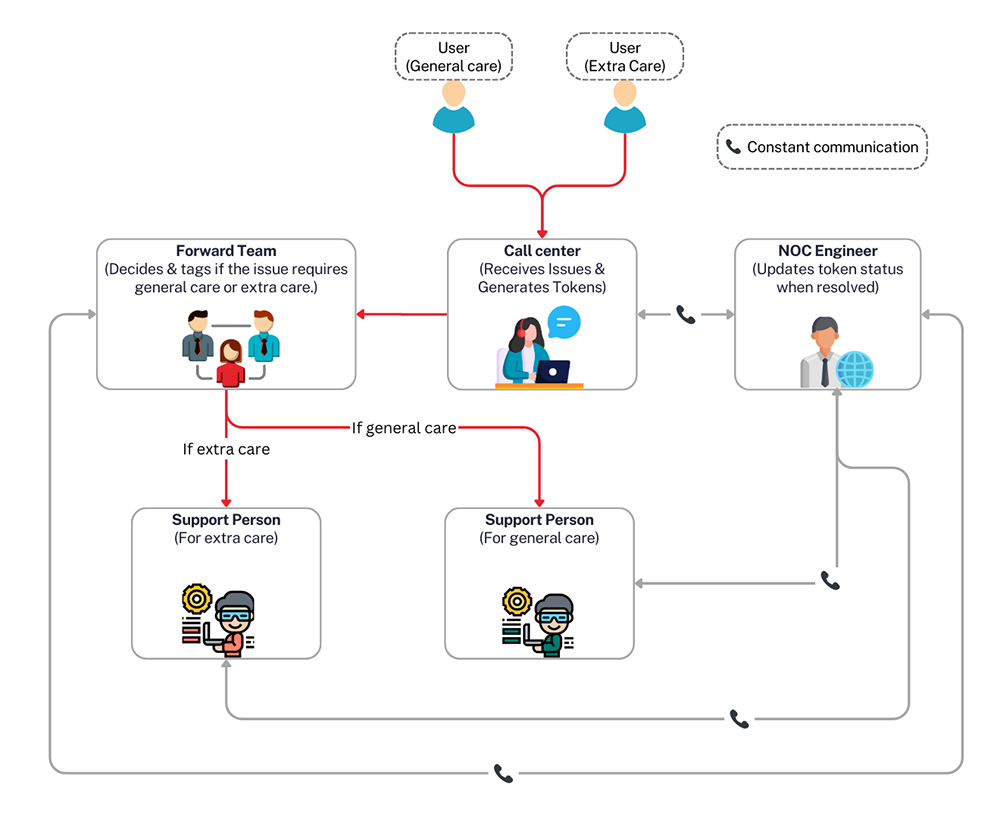 User
(General care)
User
(Extra Care)
Constant communication
Forward Team
(Decides & tags if the issue requires
general care or extra care.)
Call center
(Receives Issues &
Generates Tokens)
NOC Engineer
(Updates token status
when resolved)
If general care
If extra care
Support Person
(For extra care)
Support Person
(For general care)